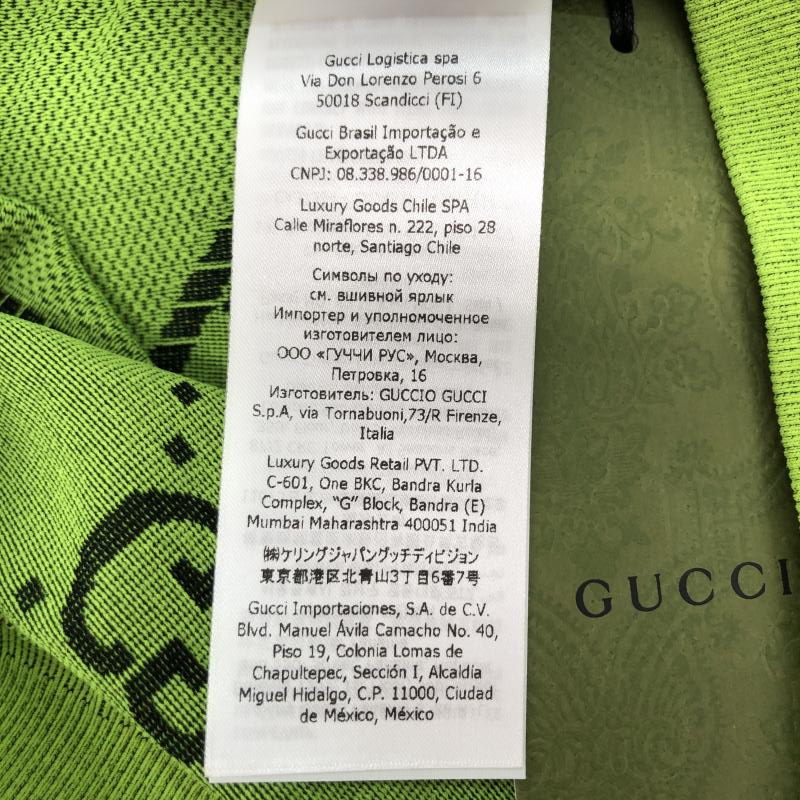 Gucci Logistica spa
Via Don Lorenzo Perosi 6
50018 Scandicci (FI)
Gucci Brasil Importação e
Exportação LTDA
CNPJ: 08.338.986/0001-16
Luxury Goods Chile SPA
Calle Miraflores n. 222, piso 28
norte, Santiago Chile
Символы по уходу:
см. вшивной ярлык
Импортер и уполномоченное
изготовителем лицо:
ООО «ГУЧЧИ РУС», Москва,
Петровка, 16
Изготовитель: GUCCIO GUCCI
S.p.A, via Tornabuoni,73/R Firenze,
Italia
Luxury Goods Retail PVT. LTD.
C-601, One BKC, Bandra Kurla
Complex, "G" Block, Bandra (E)
Mumbai Maharashtra 400051 India
㈱ケリングジャパングッチディビジョン
東京都港区北青山3丁目6番7号
Gucci Importaciones, S.A. de C.V.
Blvd. Manuel Ávila Camacho No. 40,
Piso 19, Colonia Lomas de
Chapultepec, Sección I, Alcaldía
Miguel Hidalgo, C.P. 11000, Ciudad
de México, México
GUCCI